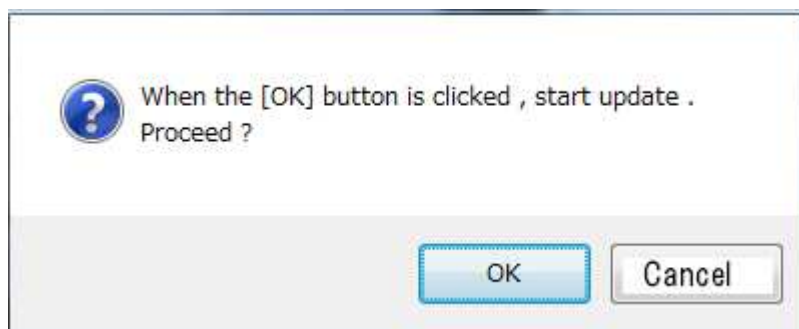 When the [OK] button is clicked , start update .
Proceed ?
OK
Cancel